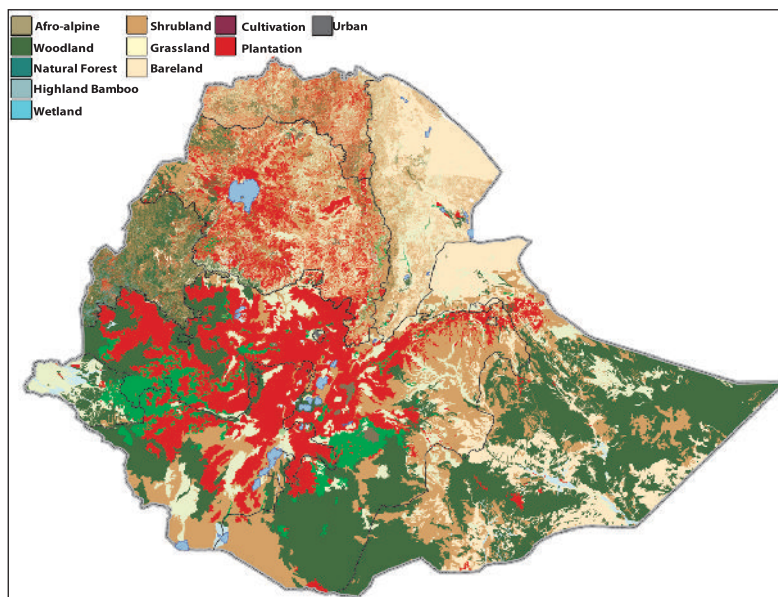 Afro-alpine Shrubland Cultivation Urban
Woodland Grassland Plantation
Natural Forest Bareland
Highland Bamboo
Wetland